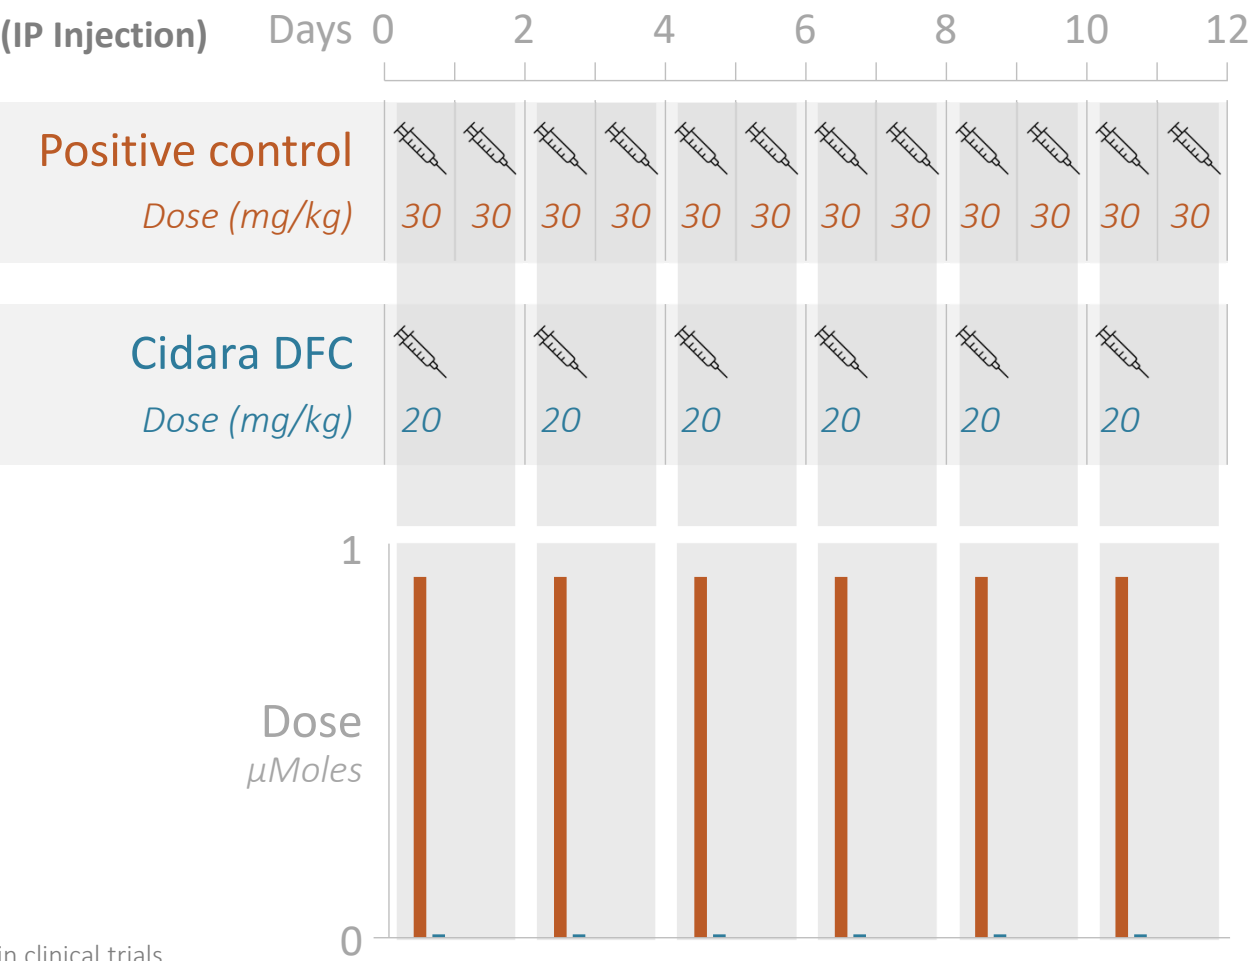 (IP Injection) Days 0 2 4 6 8 10 12
Positive control
Dose (mg/kg) 30 30 30 30 30 30 30 30 30 30 30 30
Cidara DFC
Dose (mg/kg) 20 20 20 20 20 20
1
Dose
µMoles
0
in clinical trials